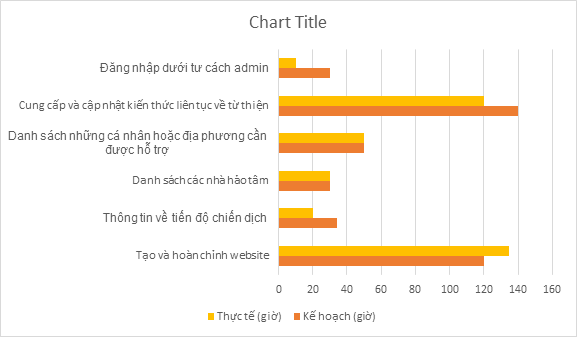 Chart Title
Đăng nhập dưới tư cách admin
Cung cấp và cập nhật kiến thức liên tục về từ thiện
Danh sách những cá nhân hoặc địa phương cần
được hỗ trợ
Danh sách các nhà hảo tâm
Thông tin về tiến độ chiến dịch
Tạo và hoàn chỉnh website
0 20 40 60 80 100 120 140 160
Thực tế (giờ) Kế hoạch (giờ)